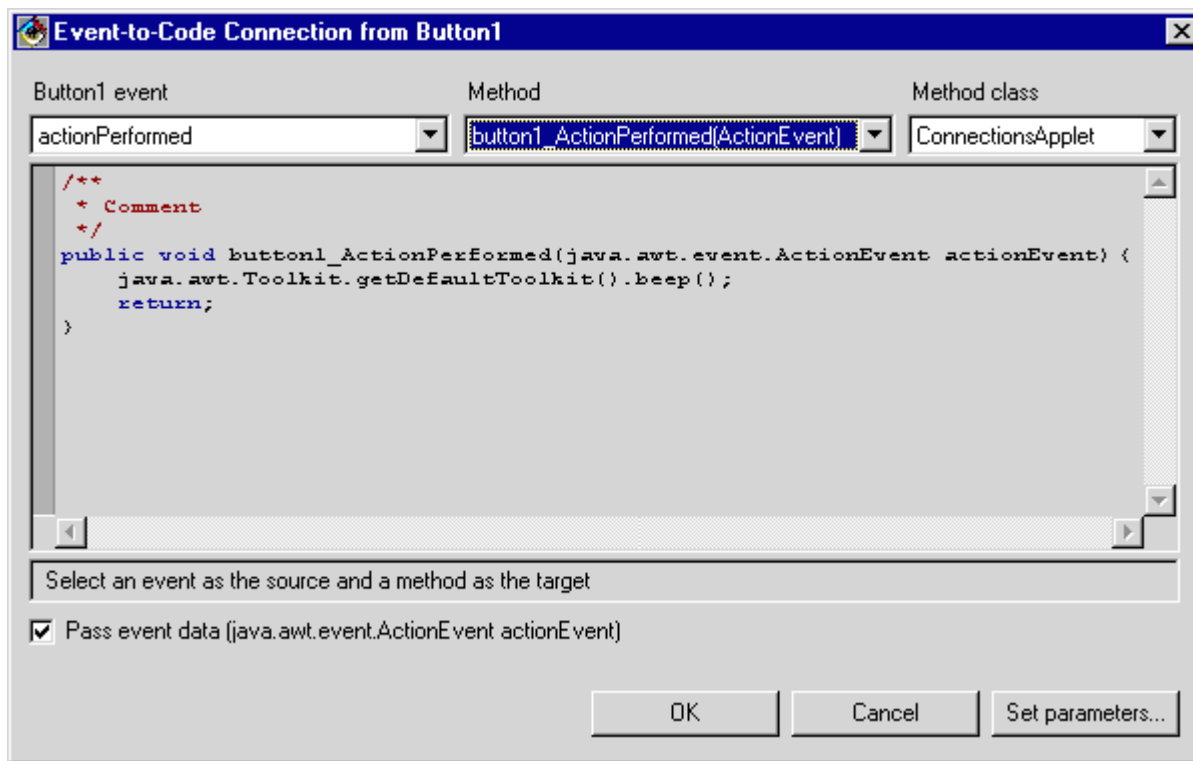 Event-to-Code Connection from Button1
Button1 event Method Method class
actionPerformed button1_ActionPerformed(ActionEvent) ConnectionsApplet
/**
* Comment
*/
public void button1_ActionPerformed(java.awt.event.ActionEvent actionEvent) {
java.awt.Toolkit.getDefaultToolkit().beep();
return;
}
Select an event as the source and a method as the target
Pass event data (java.awt.event.ActionEvent actionEvent)
OK Cancel Set parameters...